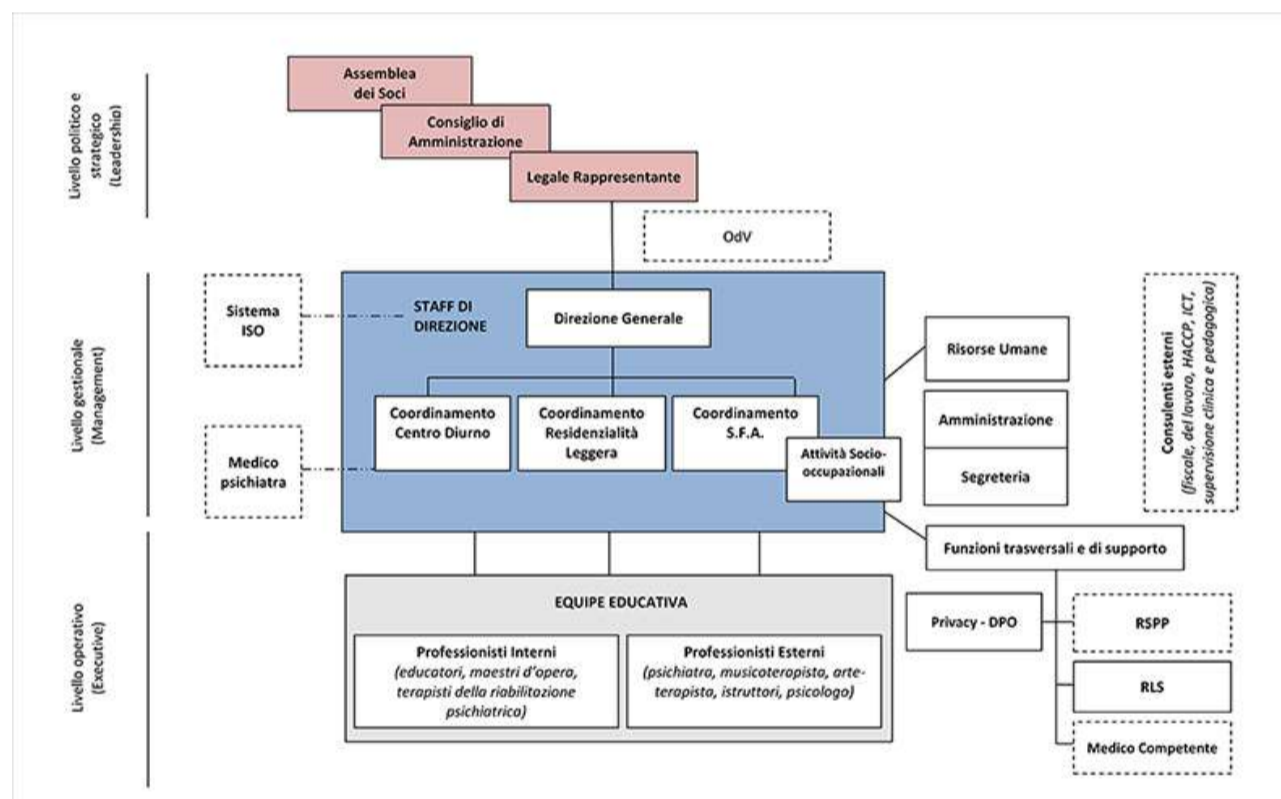 Livello politico e
strategico
(Leadership)
Assemblea
dei Soci
Consiglio di
Amministrazione
Legale Rappresentante
OdV
Livello gestionale
(Management)
Sistema
ISO
STAFF DI
DIREZIONE
Direzione Generale
Coordinamento
Centro Diurno
Coordinamento
Residenzialità
Leggera
Coordinamento
S.F.A.
Attività Socio-
occupazionali
Medico
psichiatra
Risorse Umane
Amministrazione
Segreteria
Consulenti esterni
(fiscale, del lavoro, HACCP, ICT,
supervisione clinica e pedagogica)
Funzioni trasversali e di supporto
Privacy - DPO
RSPP
RLS
Medico Competente
Livello operativo
(Executive)
EQUIPE EDUCATIVA
Professionisti Interni
(educatori, maestri d'opera,
terapisti della riabilitazione
psichiatrica)
Professionisti Esterni
(psichiatra, musicoterapista, arte-
terapista, istruttori, psicologo)